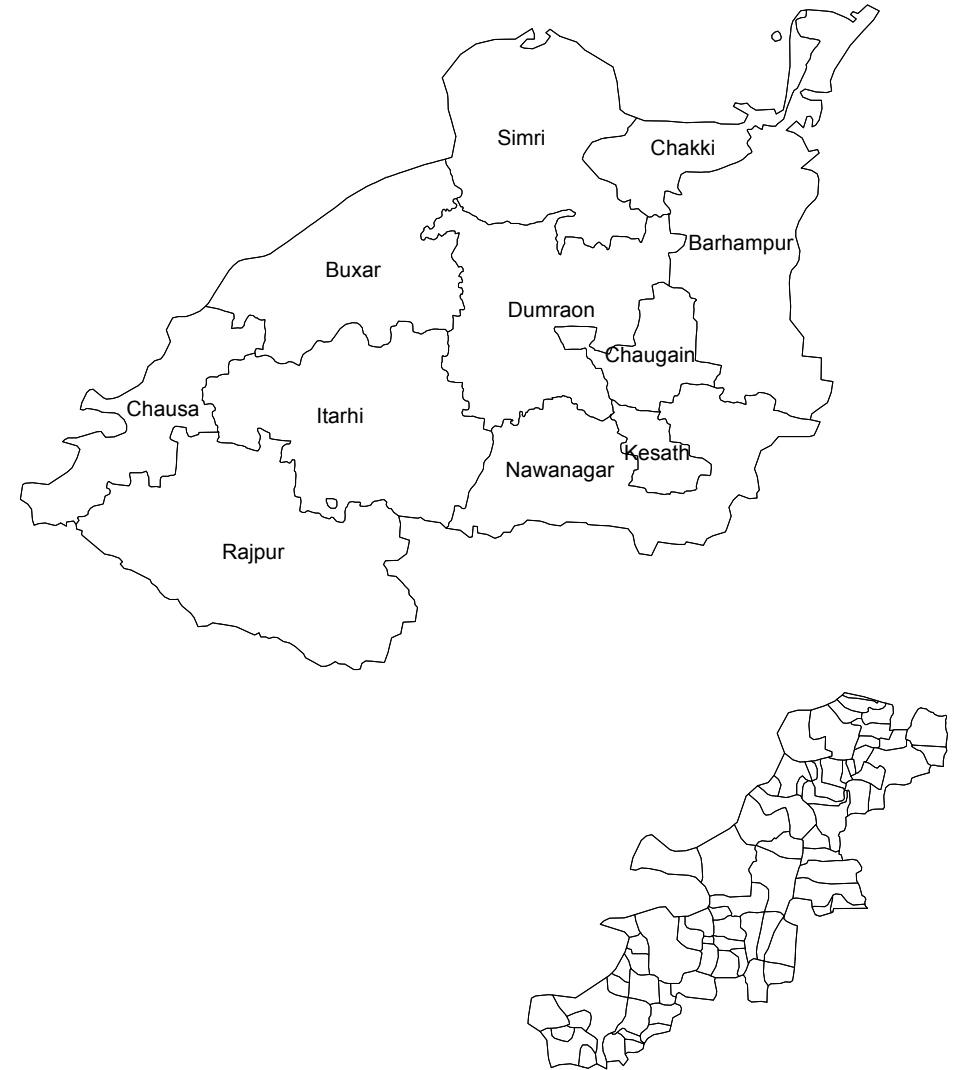 Simri
Chakki
Barhampur
Buxar
Dumraon
Chaugain
Chausa
Itarhi
Kesath
Nawanagar
Rajpur